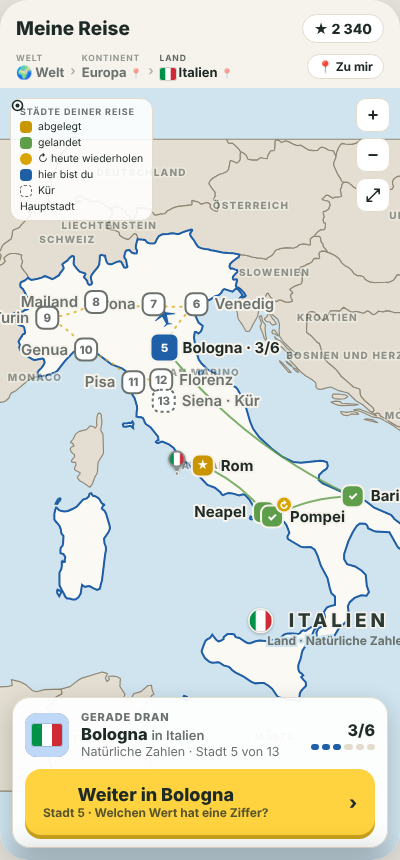 Meine Reise
★ 2 340
WELT
🌍 Welt
›
KONTINENT
Europa
›
LAND
Italien
Zu mir
STÄDTE DEINER REISE
abgelegt
gelandet
↻ heute wiederholen
hier bist du
Kür
Hauptstadt
+
−
DEUTSCHLAND
ÖSTERREICH
LIECHTENSTEIN
SCHWEIZ
SLOWENIEN
KROATIEN
BOSNIEN UND HERZ
MONACO
Mailand
8
ona
7
6
Venedig
urin
9
Genua
10
5
Bologna · 3/6
Pisa
11
12
Florenz
13
Siena · Kür
Rom
Neapel
Pompei
Bari
ITALIEN
Land · Natürliche Zahle
GERADE DRAN
Bologna in Italien
Natürliche Zahlen · Stadt 5 von 13
3/6
Weiter in Bologna
Stadt 5 · Welchen Wert hat eine Ziffer?
›